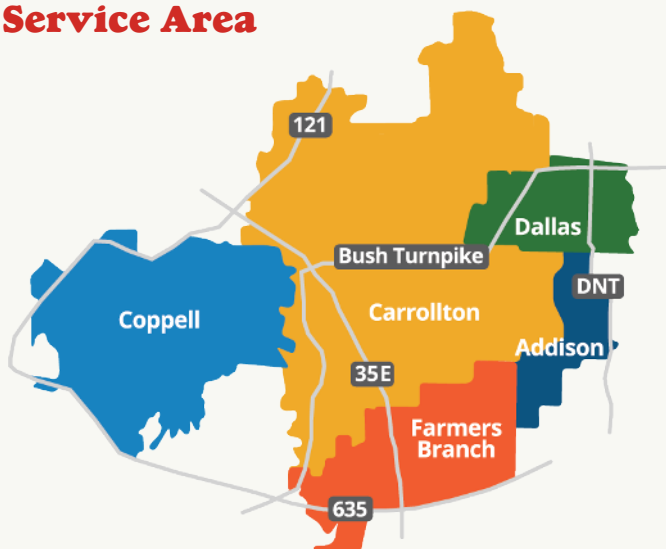 Service Area
121
Dallas
Bush Turnpike
DNT
Carrollton
Coppell
Addison
35E
Farmers
Branch
635